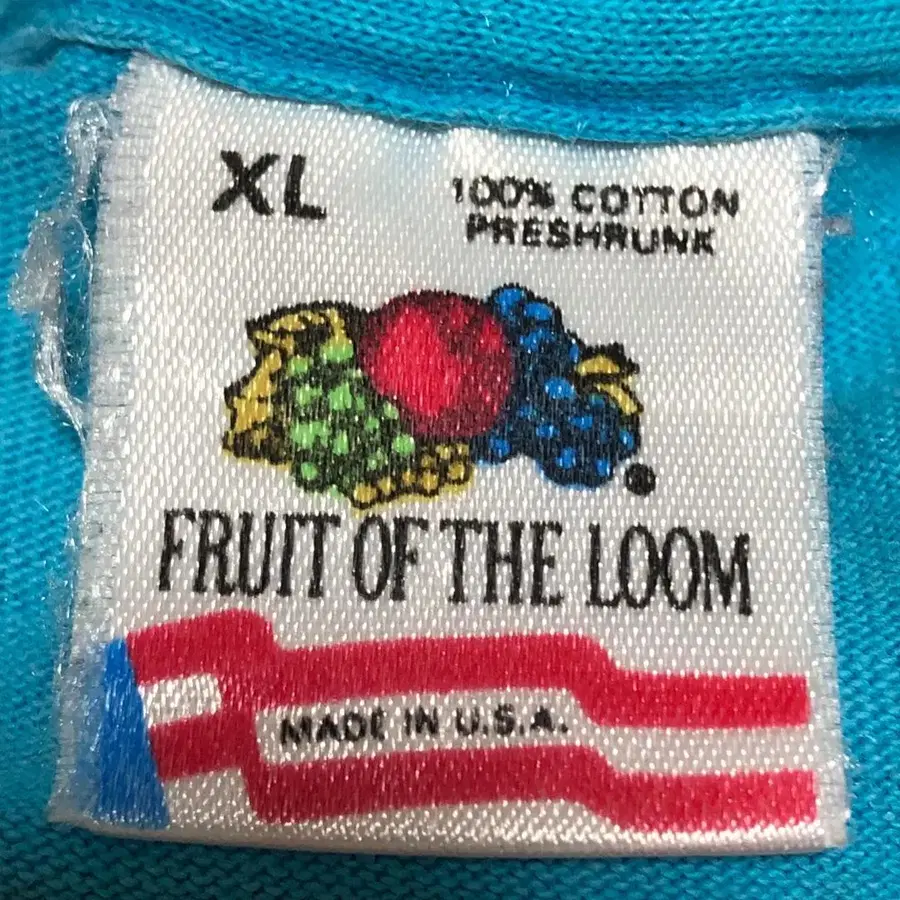 XL
100% COTTON
PRESHRUNK
®
FRUIT OF THE LOOM
MADE IN U.S.A.